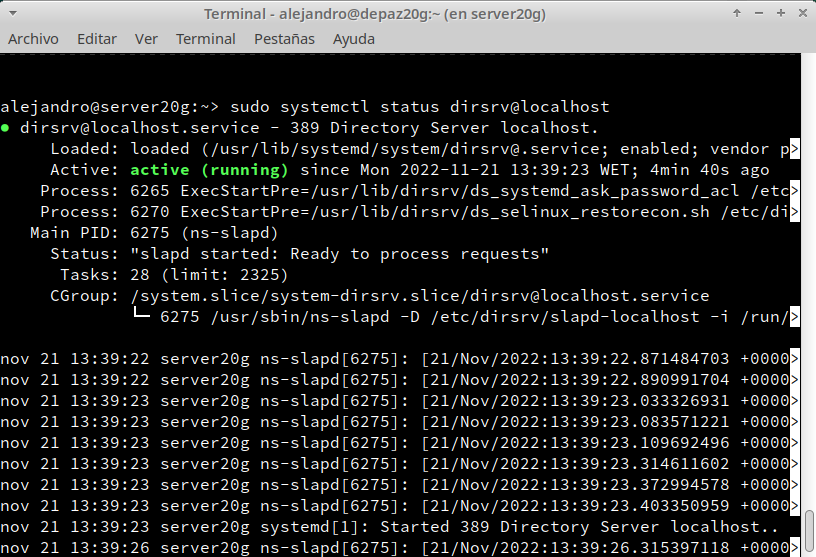 Terminal - alejandro@depaz20g:~ (en server20g)
Archivo Editar Ver Terminal Pestañas Ayuda
alejandro@server20g:~> sudo systemctl status dirsrv@localhost
● dirsrv@localhost.service - 389 Directory Server localhost.
Loaded: loaded (/usr/lib/systemd/system/dirsrv@.service; enabled; vendor p>
Active: active (running) since Mon 2022-11-21 13:39:23 WET; 4min 40s ago
Process: 6265 ExecStartPre=/usr/lib/dirsrv/ds_systemd_ask_password_acl /etc>
Process: 6270 ExecStartPre=/usr/lib/dirsrv/ds_selinux_restorecon.sh /etc/di>
Main PID: 6275 (ns-slapd)
Status: "slapd started: Ready to process requests"
Tasks: 28 (limit: 2325)
CGroup: /system.slice/system-dirsrv.slice/dirsrv@localhost.service
└─ 6275 /usr/sbin/ns-slapd -D /etc/dirsrv/slapd-localhost -i /run/>
nov 21 13:39:22 server20g ns-slapd[6275]: [21/Nov/2022:13:39:22.871484703 +0000>
nov 21 13:39:22 server20g ns-slapd[6275]: [21/Nov/2022:13:39:22.890991704 +0000>
nov 21 13:39:23 server20g ns-slapd[6275]: [21/Nov/2022:13:39:23.033326931 +0000>
nov 21 13:39:23 server20g ns-slapd[6275]: [21/Nov/2022:13:39:23.083571221 +0000>
nov 21 13:39:23 server20g ns-slapd[6275]: [21/Nov/2022:13:39:23.109692496 +0000>
nov 21 13:39:23 server20g ns-slapd[6275]: [21/Nov/2022:13:39:23.314611602 +0000>
nov 21 13:39:23 server20g ns-slapd[6275]: [21/Nov/2022:13:39:23.372994578 +0000>
nov 21 13:39:23 server20g ns-slapd[6275]: [21/Nov/2022:13:39:23.403350959 +0000>
nov 21 13:39:23 server20g systemd[1]: Started 389 Directory Server localhost..
nov 21 13:39:26 server20g ns-slapd[6275]: [21/Nov/2022:13:39:26.315397118 +0000>